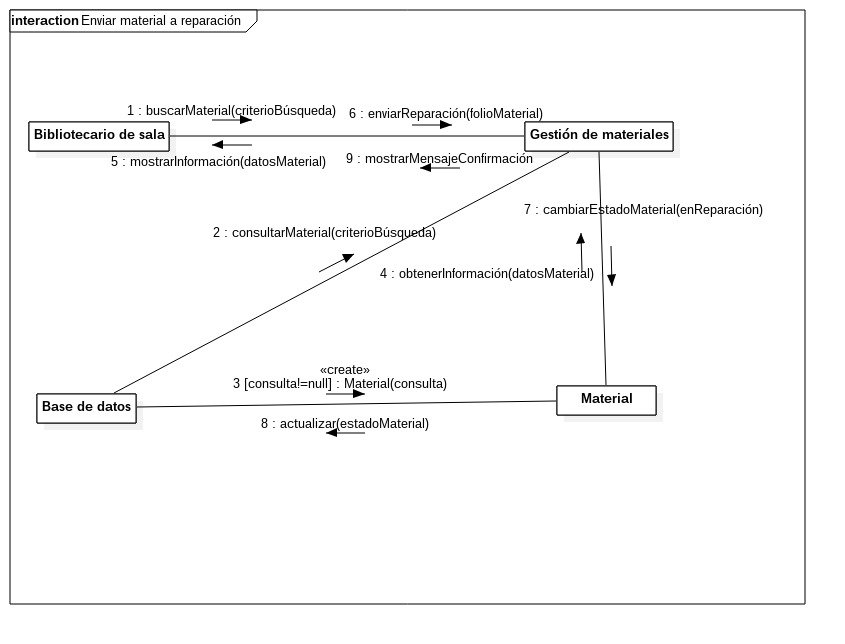 interaction Enviar material a reparación
1 : buscarMaterial(criterioBúsqueda)
6 : enviarReparación(folioMaterial)
Bibliotecario de sala
Gestión de materiales
5 : mostrarInformación(datosMaterial)
9 : mostrarMensajeConfirmación
7 : cambiarEstadoMaterial(enReparación)
2 : consultarMaterial(criterioBúsqueda)
4 : obtenerInformación(datosMaterial)
«create»
3 [consulta!=null] : Material(consulta)
Base de datos
Material
8 : actualizar(estadoMaterial)